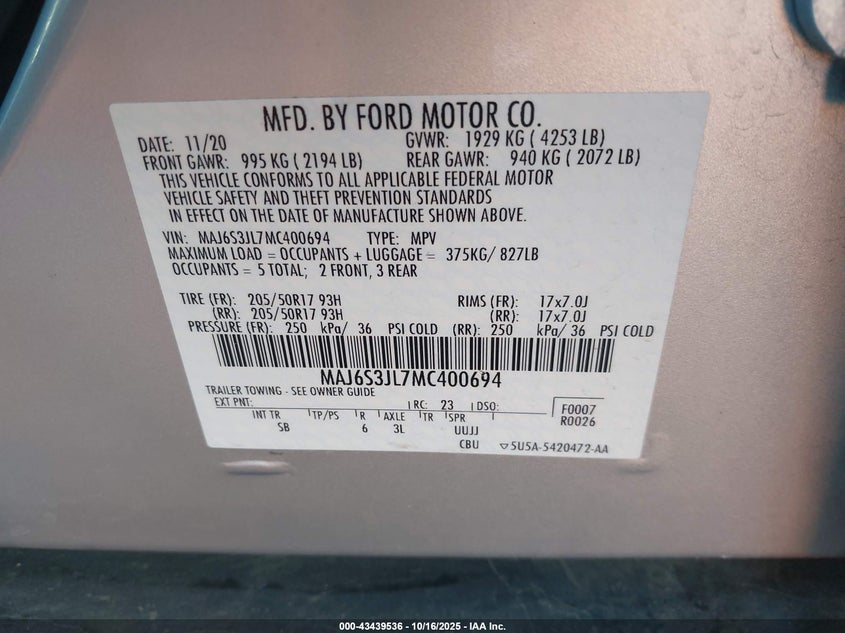 MFD. BY FORD MOTOR CO.
DATE: 11/20 GVWR: 1929 KG ( 4253 LB)
FRONT GAWR: 995 KG ( 2194 LB) REAR GAWR: 940 KG ( 2072 LB)
THIS VEHICLE CONFORMS TO ALL APPLICABLE FEDERAL MOTOR
VEHICLE SAFETY AND THEFT PREVENTION STANDARDS
IN EFFECT ON THE DATE OF MANUFACTURE SHOWN ABOVE.
VIN: MAJ6S3JL7MC400694 TYPE: MPV
MAXIMUM LOAD = OCCUPANTS + LUGGAGE = 375KG/ 827LB
OCCUPANTS = 5 TOTAL; 2 FRONT, 3 REAR
TIRE (FR): 205/50R17 93H RIMS (FR): 17x7.0J
(RR): 205/50R17 93H (RR): 17x7.0J
PRESSURE (FR): 250 kPa/ 36 PSI COLD (RR): 250 kPa/ 36 PSI COLD
MAJ6S3JL7MC400694
TRAILER TOWING - SEE OWNER GUIDE
EXT PNT: RC: 23 DSO: F0007
INT TR TP/PS R AXLE TR SPR R0026
SB 6 3L UUJJ
CBU 5U5A-5420472-AA
000-43439536 - 10/16/2025 - IAA Inc.